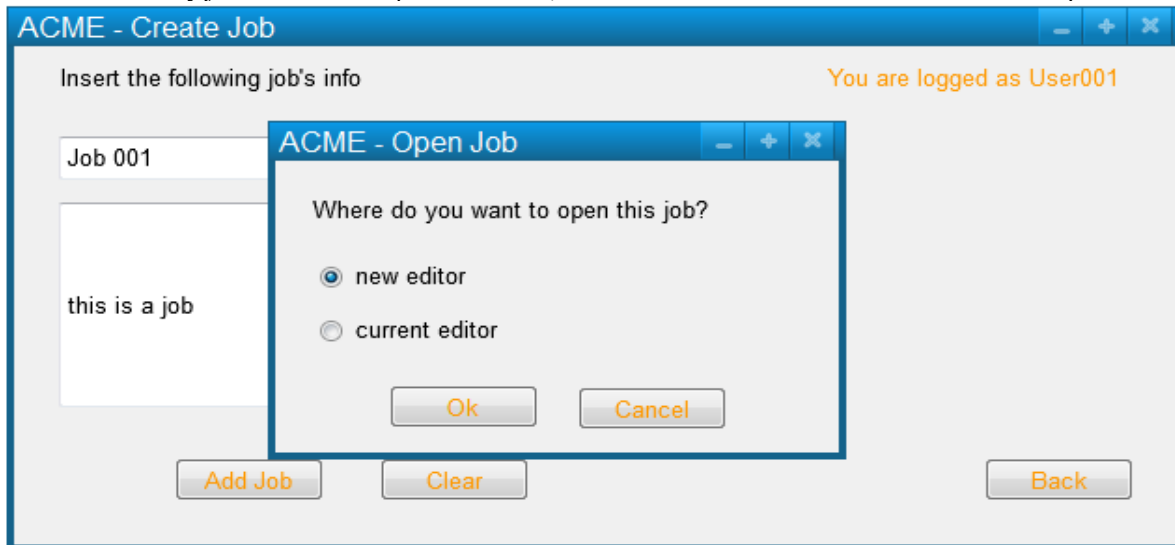 ACME - Create Job
Insert the following job's info
You are logged as User001
Job 001
ACME - Open Job
Where do you want to open this job?
new editor
this is a job
current editor
Ok
Cancel
Add Job
Clear
Back